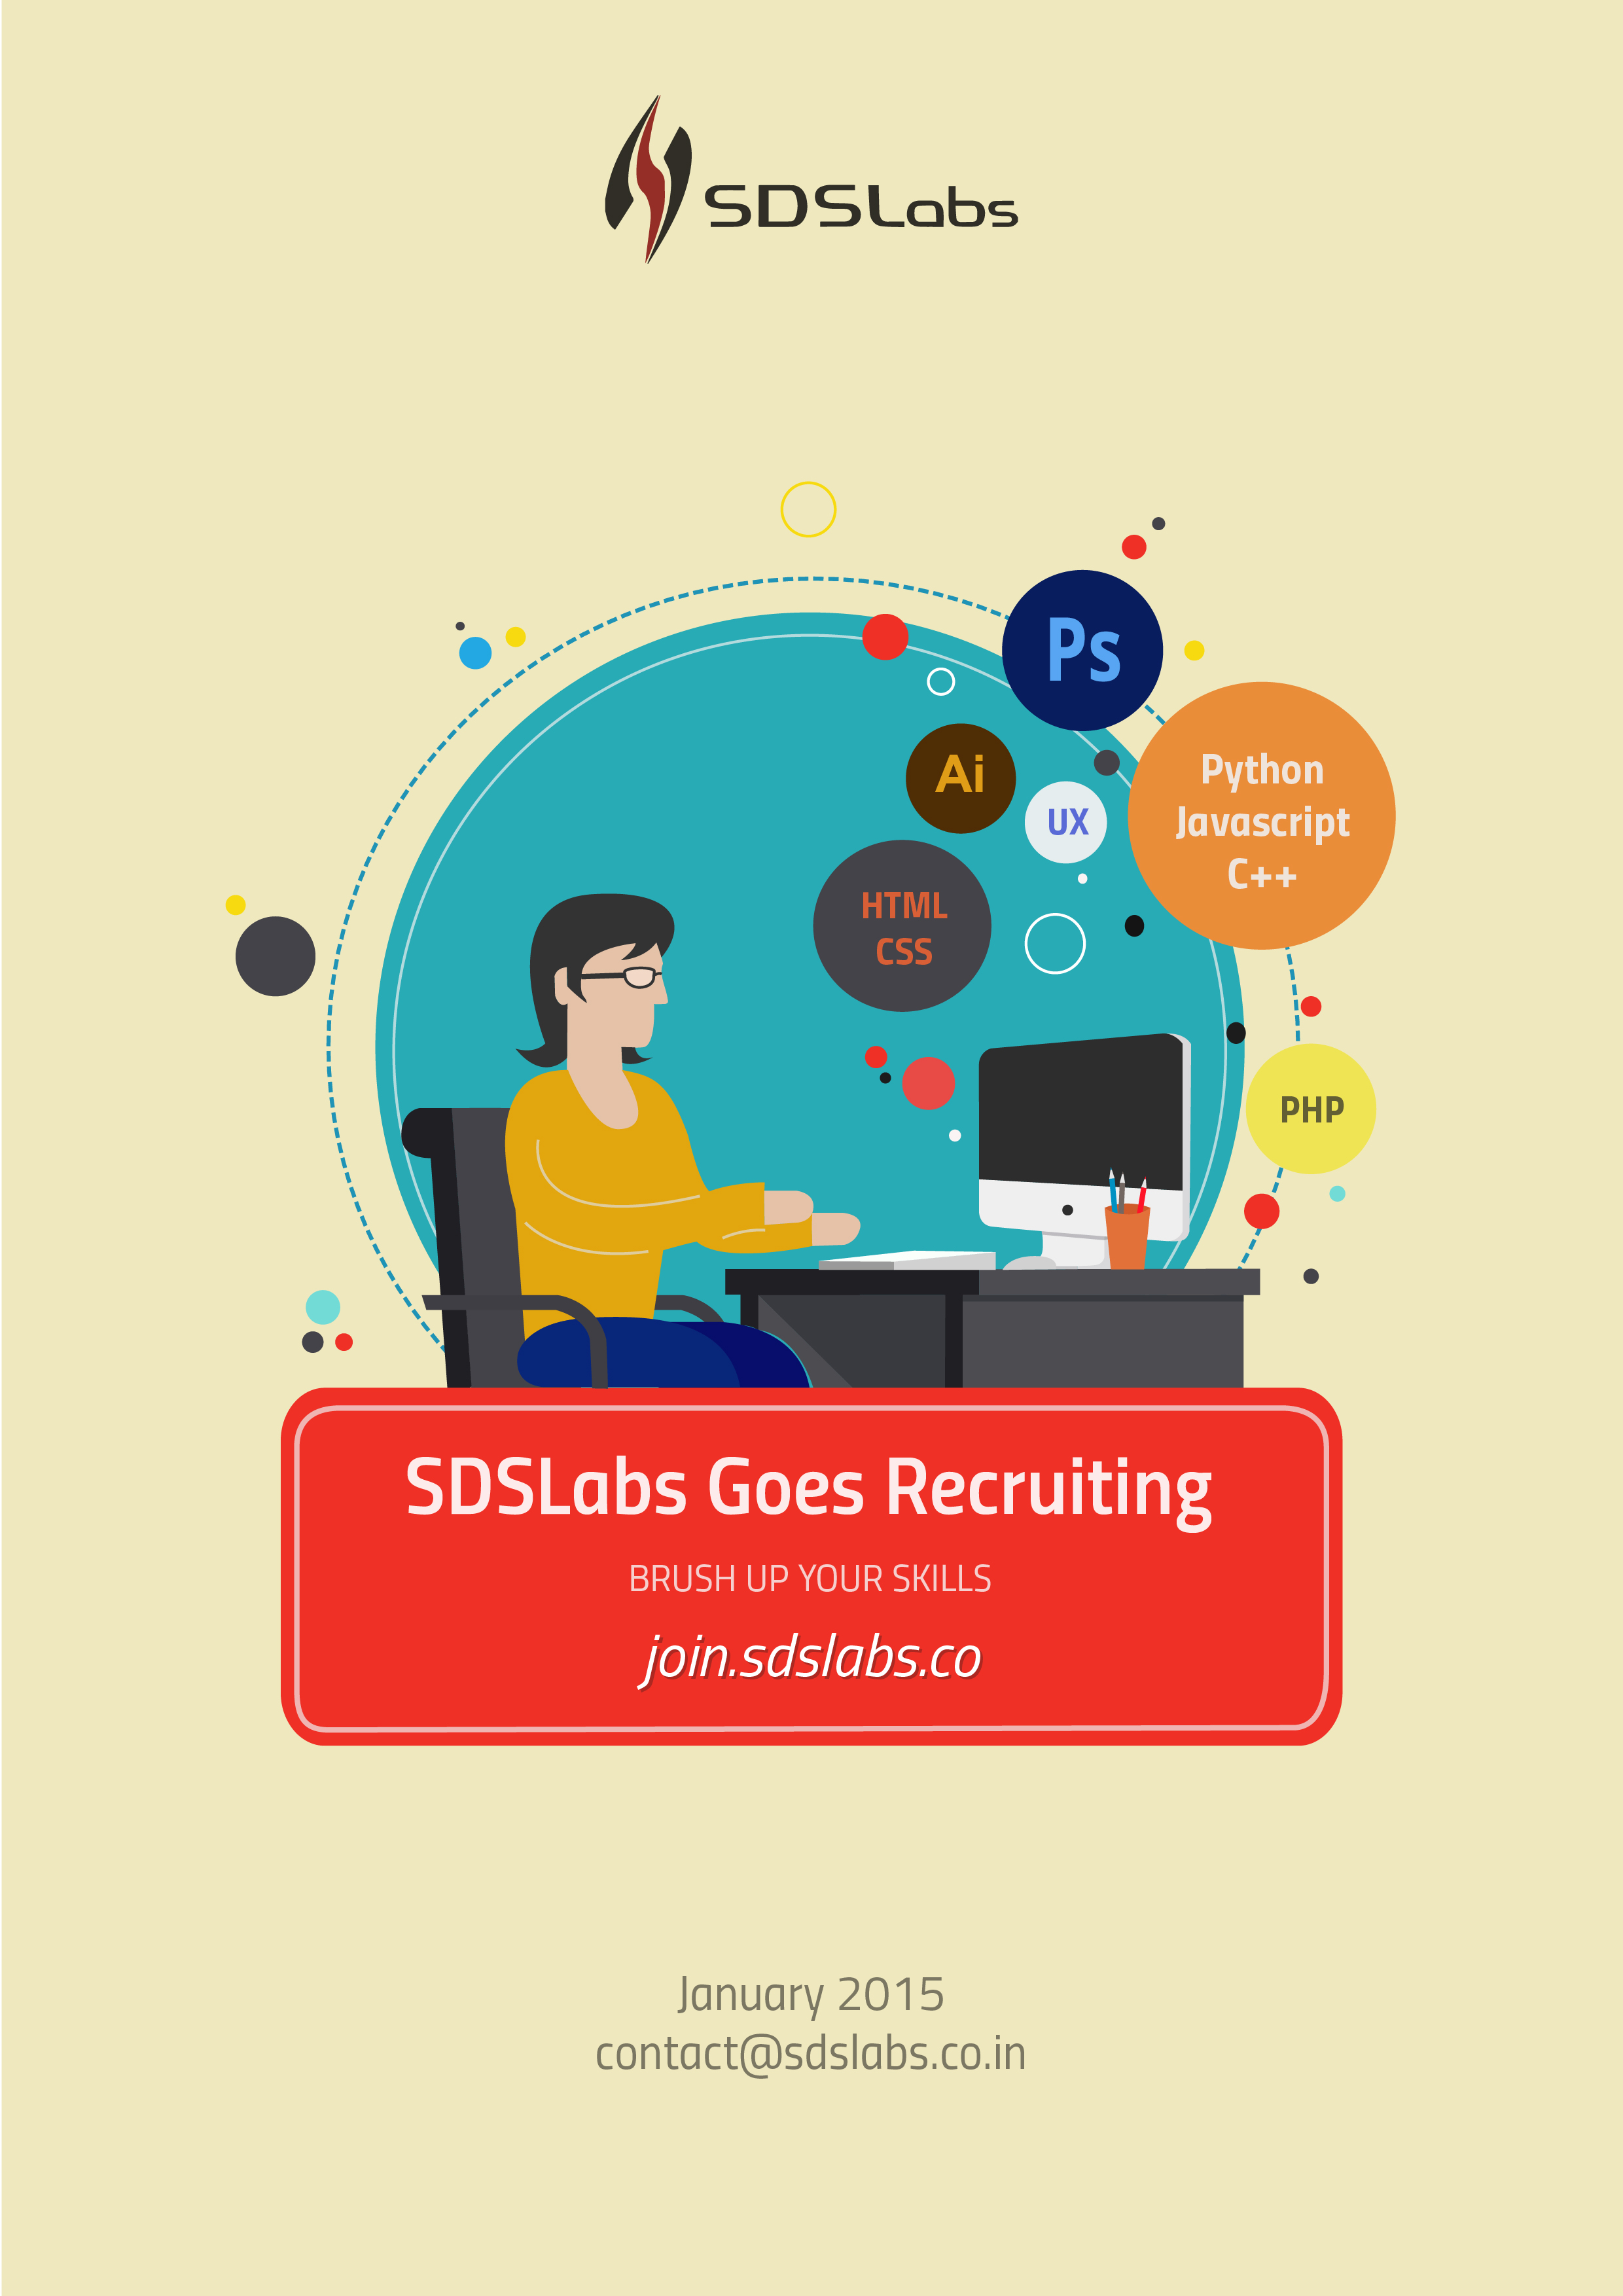 SDSLabs
Ps
Ai
UX
Python
Javascript
C++
HTML
CSS
PHP
SDSLabs Goes Recruiting
BRUSH UP YOUR SKILLS
join.sdslabs.co
January 2015
contact@sdslabs.co.in